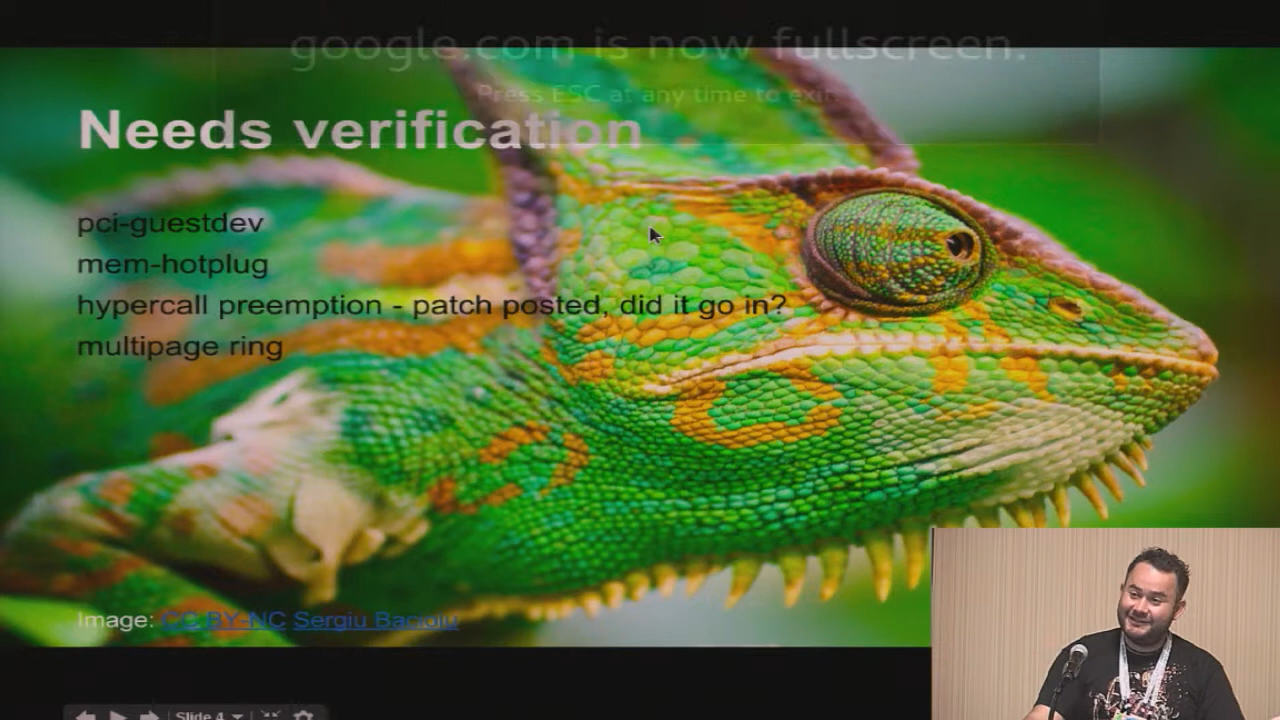 google.com is now fullscreen.
Press ESC at any time to exit
Needs verification
pci-guestdev
mem-hotplug
hypercall preemption - patch posted, did it go in?
multipage ring
Image: CC BY-NC Sergiu Bacioiu
Slide 4